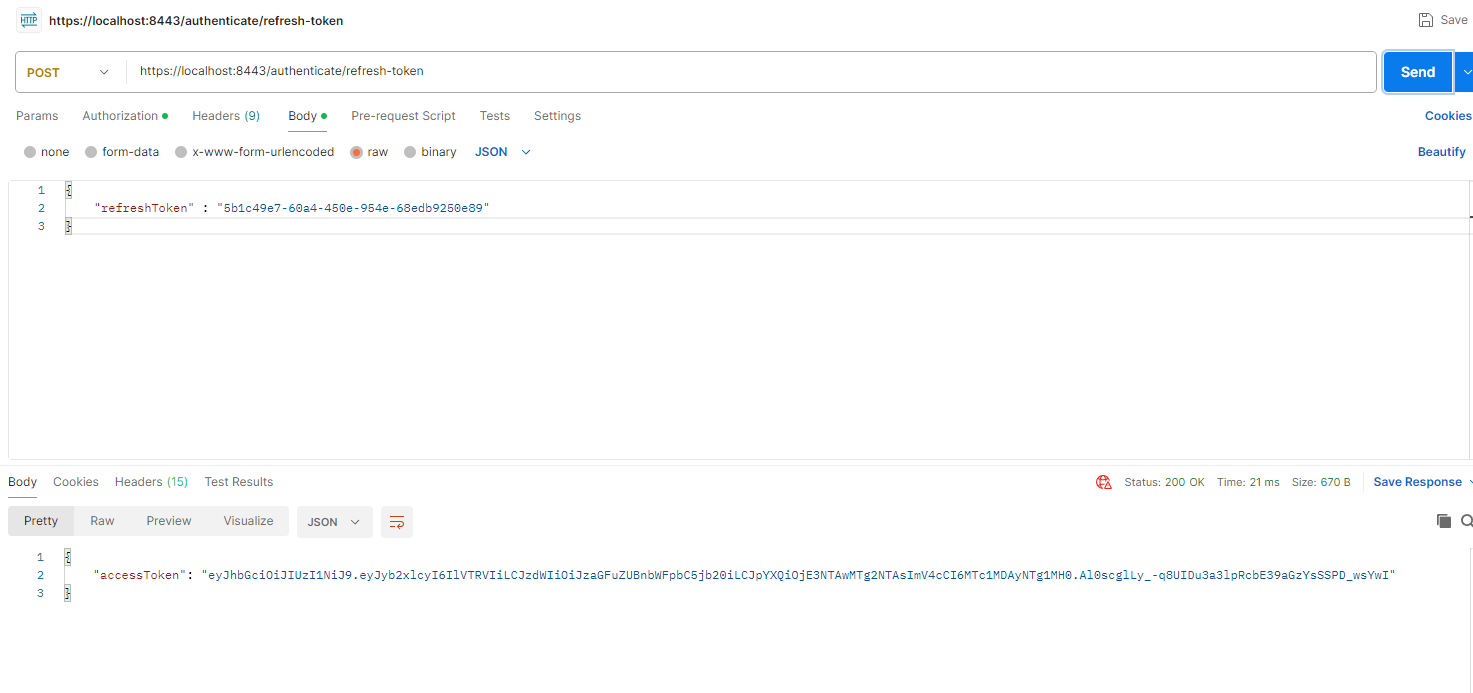 HTTP https://localhost:8443/authenticate/refresh-token Save
POST https://localhost:8443/authenticate/refresh-token Send
Params Authorization Headers (9) Body Pre-request Script Tests Settings Cookies
none form-data x-www-form-urlencoded raw binary JSON Beautify
1 {
2 "refreshToken" : "5b1c49e7-60a4-450e-954e-68edb9250e89"
3 }
Body Cookies Headers (15) Test Results Status: 200 OK Time: 21 ms Size: 670 B Save Response
Pretty Raw Preview Visualize JSON
1 {
2 "accessToken": "eyJhbGciOiJIUzI1NiJ9.eyJyb2xlcyI6IlVTRVIiLCJzdWIiOiJzaGFuZUBnbWFpbC5jb20iLCJpYXQiOjE3NTAwMTg2NTAsImV4cCI6MTc1MDAyNTg1MH0.Al0scglLy_-q8UIDu3a3lpRcbE39aGzYsSSPD_wsYwI"
3 }